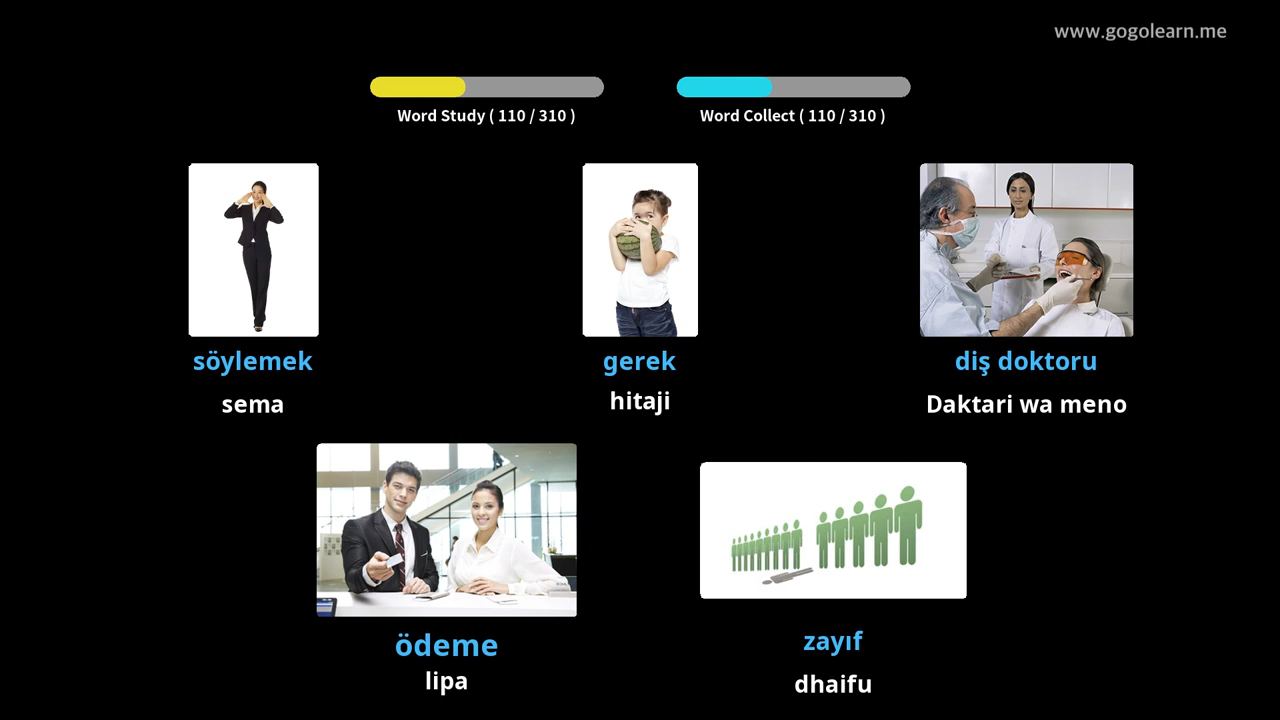 www.gogolearn.me
Word Study ( 110 / 310 )
Word Collect ( 110 / 310 )
söylemek
sema
gerek
hitaji
diş doktoru
Daktari wa meno
ödeme
lipa
zayıf
dhaifu